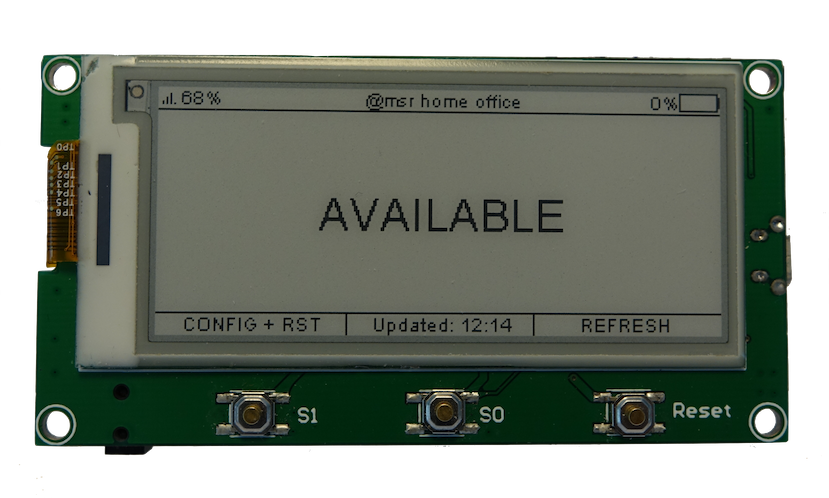 68% @msr home office 0%
AVAILABLE
CONFIG + RST Updated: 12:14 REFRESH
TP0
TP1
TP2
TP3
TP4
TP5
TP6
S1 S0 Reset